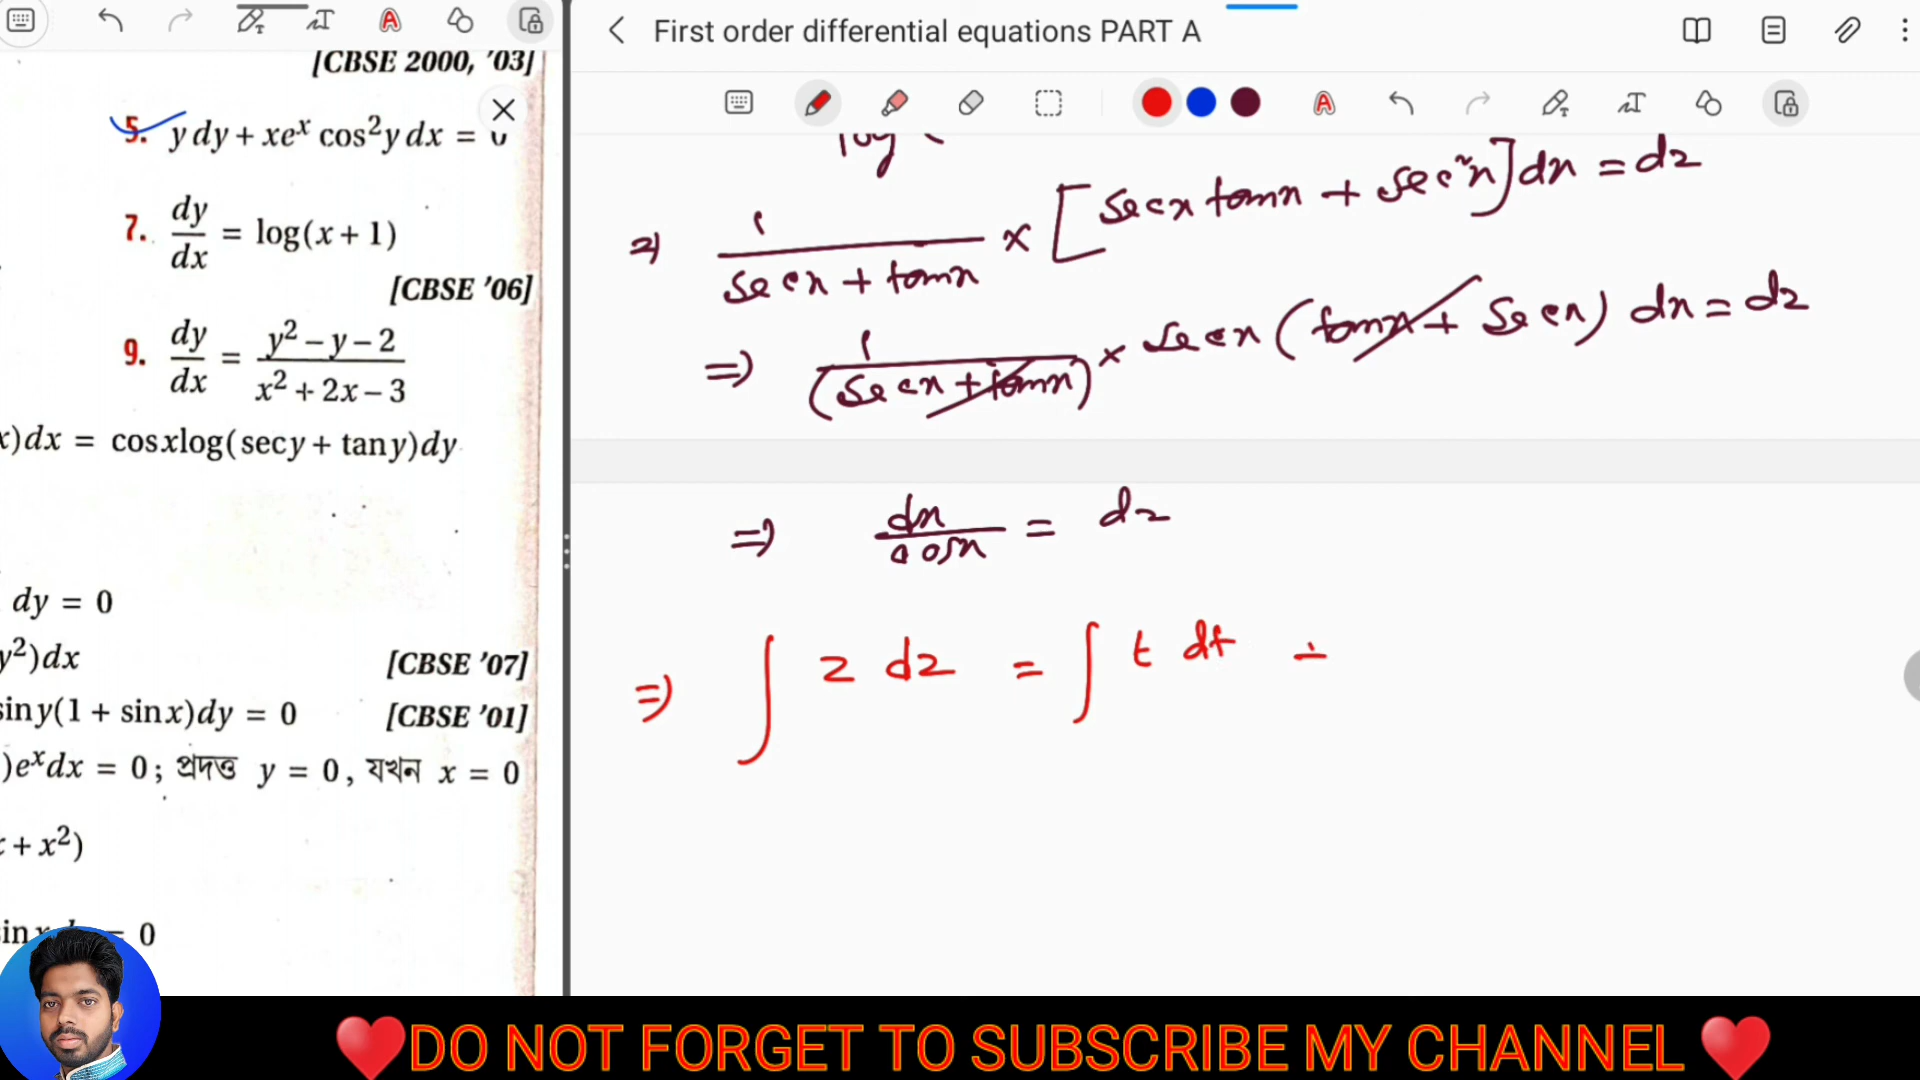 [CBSE 2000, '03]
5. y dy + xeˣ cos²y dx = 0
7. dy/dx = log(x+1)
[CBSE '06]
9. dy/dx = (y² – y – 2)/(x² + 2x – 3)
x)dx = cosxlog(secy + tany)dy
dy = 0
y²)dx [CBSE '07]
siny(1 + sinx)dy = 0 [CBSE '01]
)eˣdx = 0; প্রদত্ত y = 0, যখন x = 0
+ x²)
= 0
First order differential equations PART A
log
⇒ 1/(secx + tanx) × [secx tanx + sec²x]dx = dz
⇒ 1/(secx + tanx) × secx (tanx + secx) dx = dz
⇒ dx/cosx = dz
⇒ ∫ z dz = ∫ t dt +
❤DO NOT FORGET TO SUBSCRIBE MY CHANNEL ❤